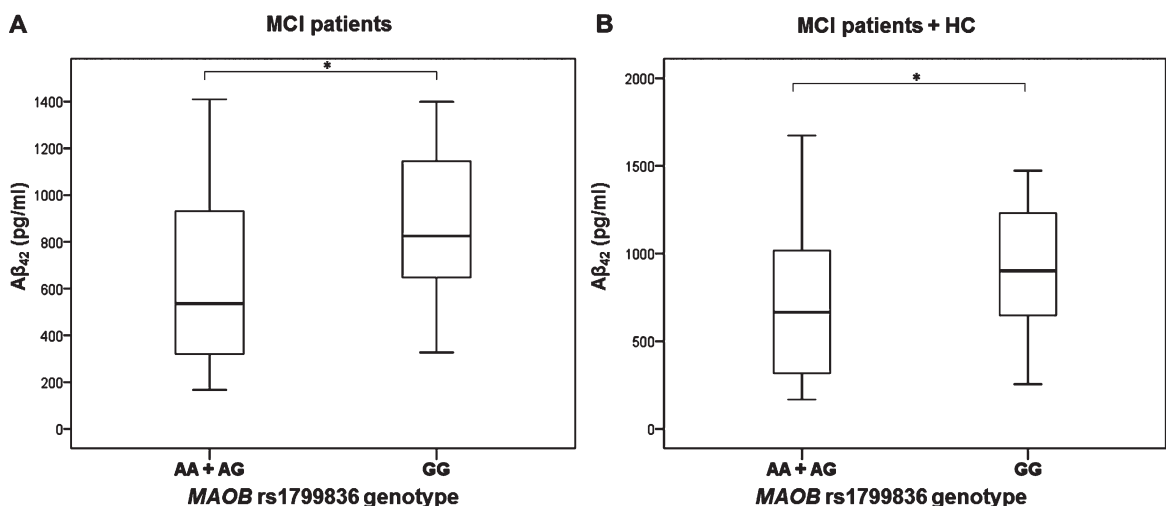 A
MCI patients
*
1400
1200
1000
800
600
400
200
0
Aβ₄₂ (pg/ml)
AA + AG
GG
MAOB rs1799836 genotype
B
MCI patients + HC
*
2000
1500
1000
500
0
Aβ₄₂ (pg/ml)
AA + AG
GG
MAOB rs1799836 genotype